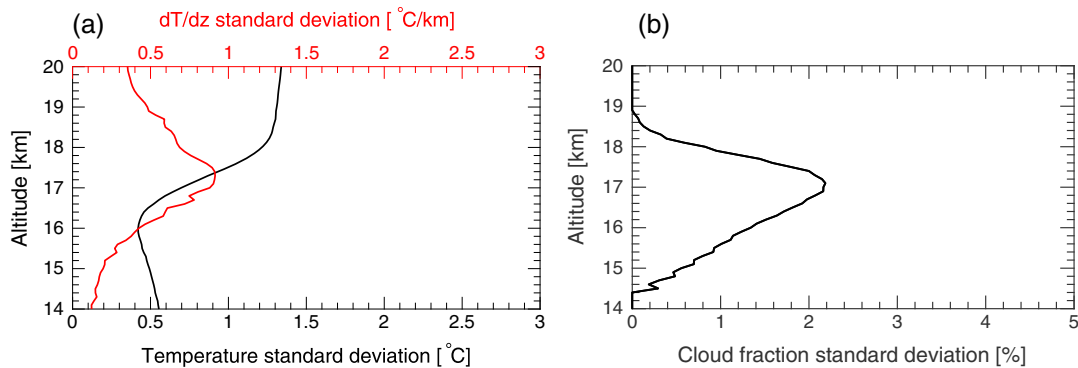 (a)
dT/dz standard deviation [ °C/km]
0 0.5 1 1.5 2 2.5 3
20
19
18
17
16
15
14
Altitude [km]
0 0.5 1 1.5 2 2.5 3
Temperature standard deviation [ °C]
(b)
20
19
18
17
16
15
14
Altitude [km]
0 1 2 3 4 5
Cloud fraction standard deviation [%]